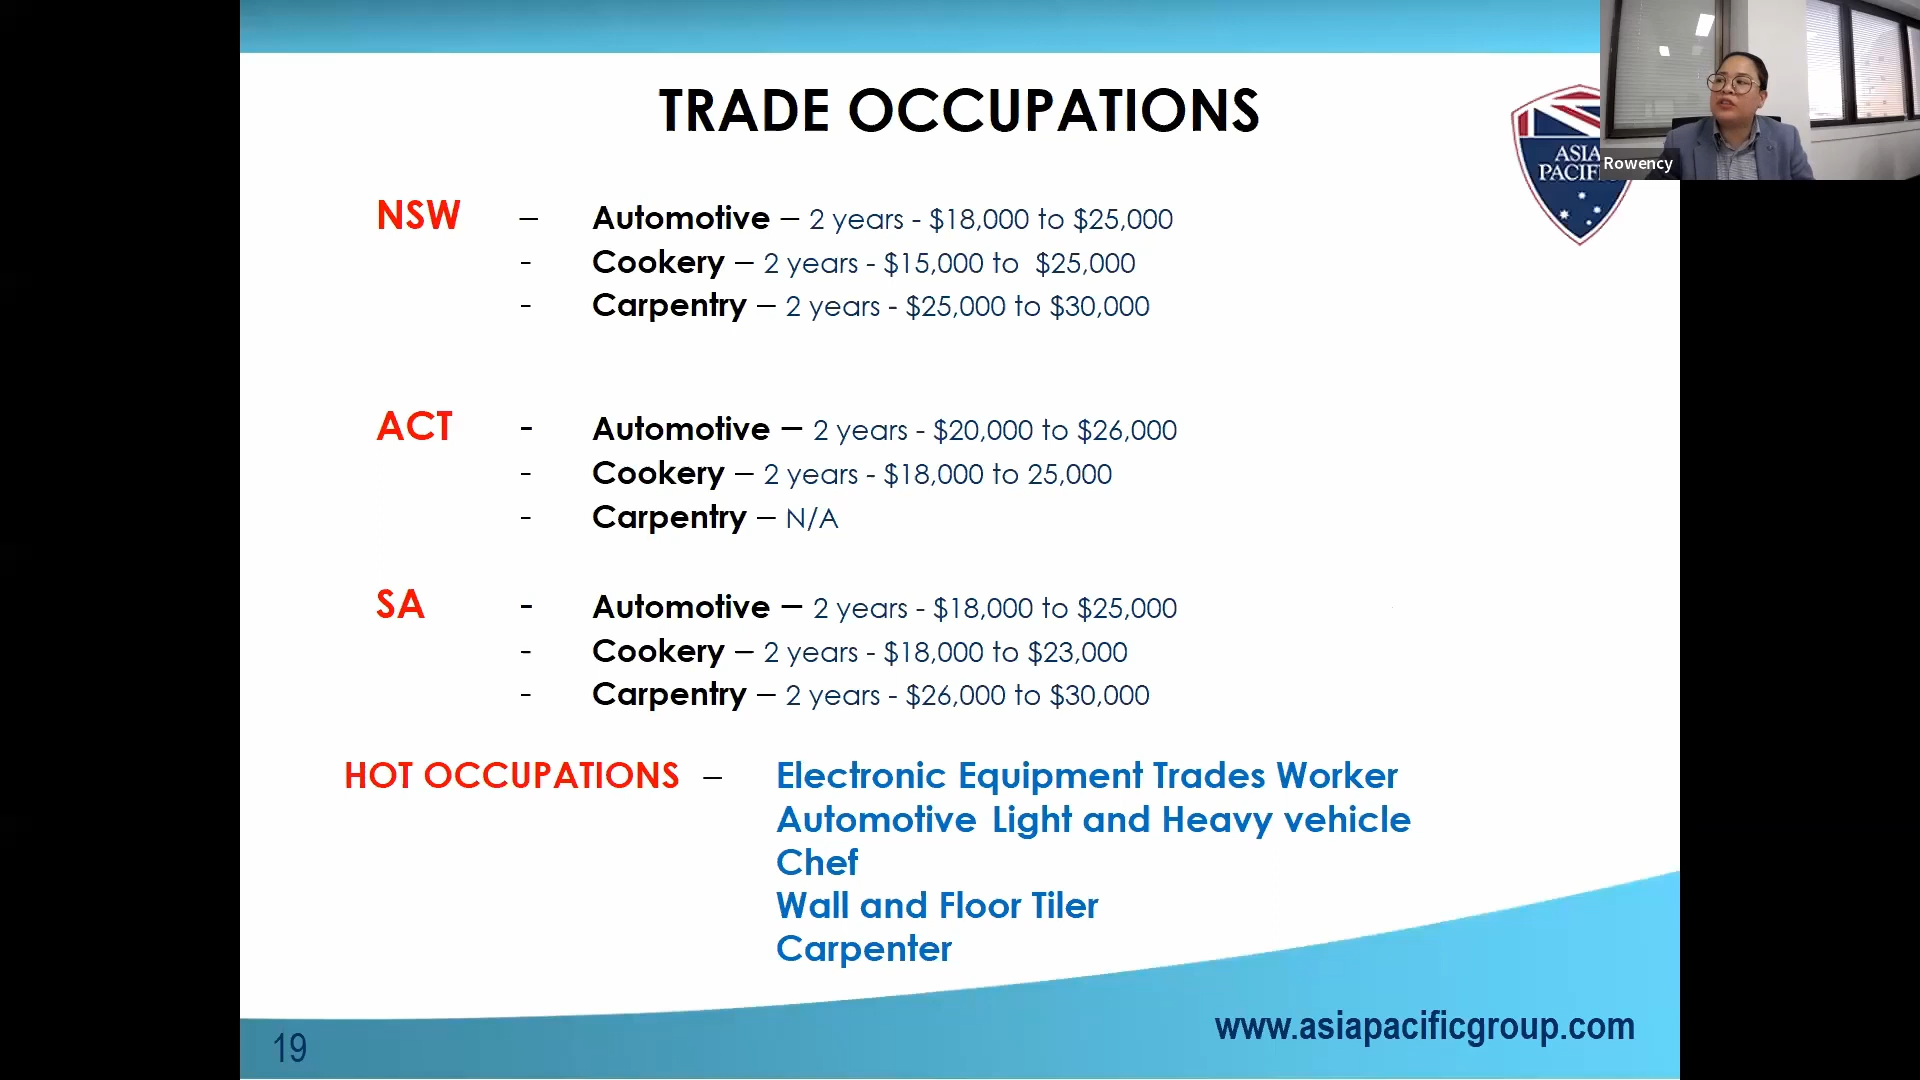 TRADE OCCUPATIONS
ASIA
PACIFI
Rowency
NSW – Automotive – 2 years - $18,000 to $25,000
- Cookery – 2 years - $15,000 to $25,000
- Carpentry – 2 years - $25,000 to $30,000
ACT - Automotive – 2 years - $20,000 to $26,000
- Cookery – 2 years - $18,000 to 25,000
- Carpentry – N/A
SA - Automotive – 2 years - $18,000 to $25,000
- Cookery – 2 years - $18,000 to $23,000
- Carpentry – 2 years - $26,000 to $30,000
HOT OCCUPATIONS – Electronic Equipment Trades Worker
Automotive Light and Heavy vehicle
Chef
Wall and Floor Tiler
Carpenter
www.asiapacificgroup.com
19